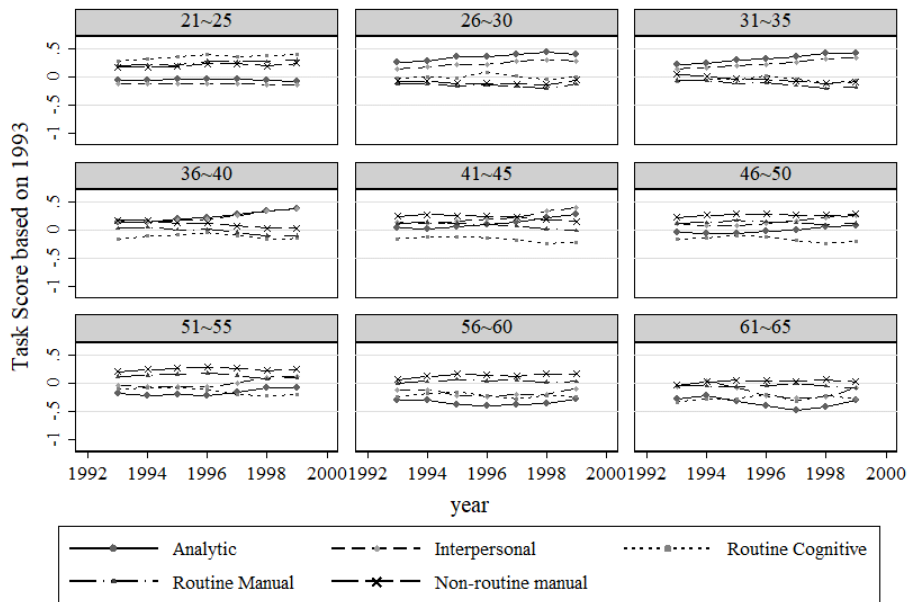 21~25 26~30 31~35
.5
0
-.5
-1
36~40 41~45 46~50
.5
0
-.5
-1
51~55 56~60 61~65
.5
0
-.5
-1
1992 1994 1996 1998 2000 1992 1994 1996 1998 2000 1992 1994 1996 1998 2000
Task Score based on 1993
year
Analytic Interpersonal Routine Cognitive
Routine Manual Non-routine manual